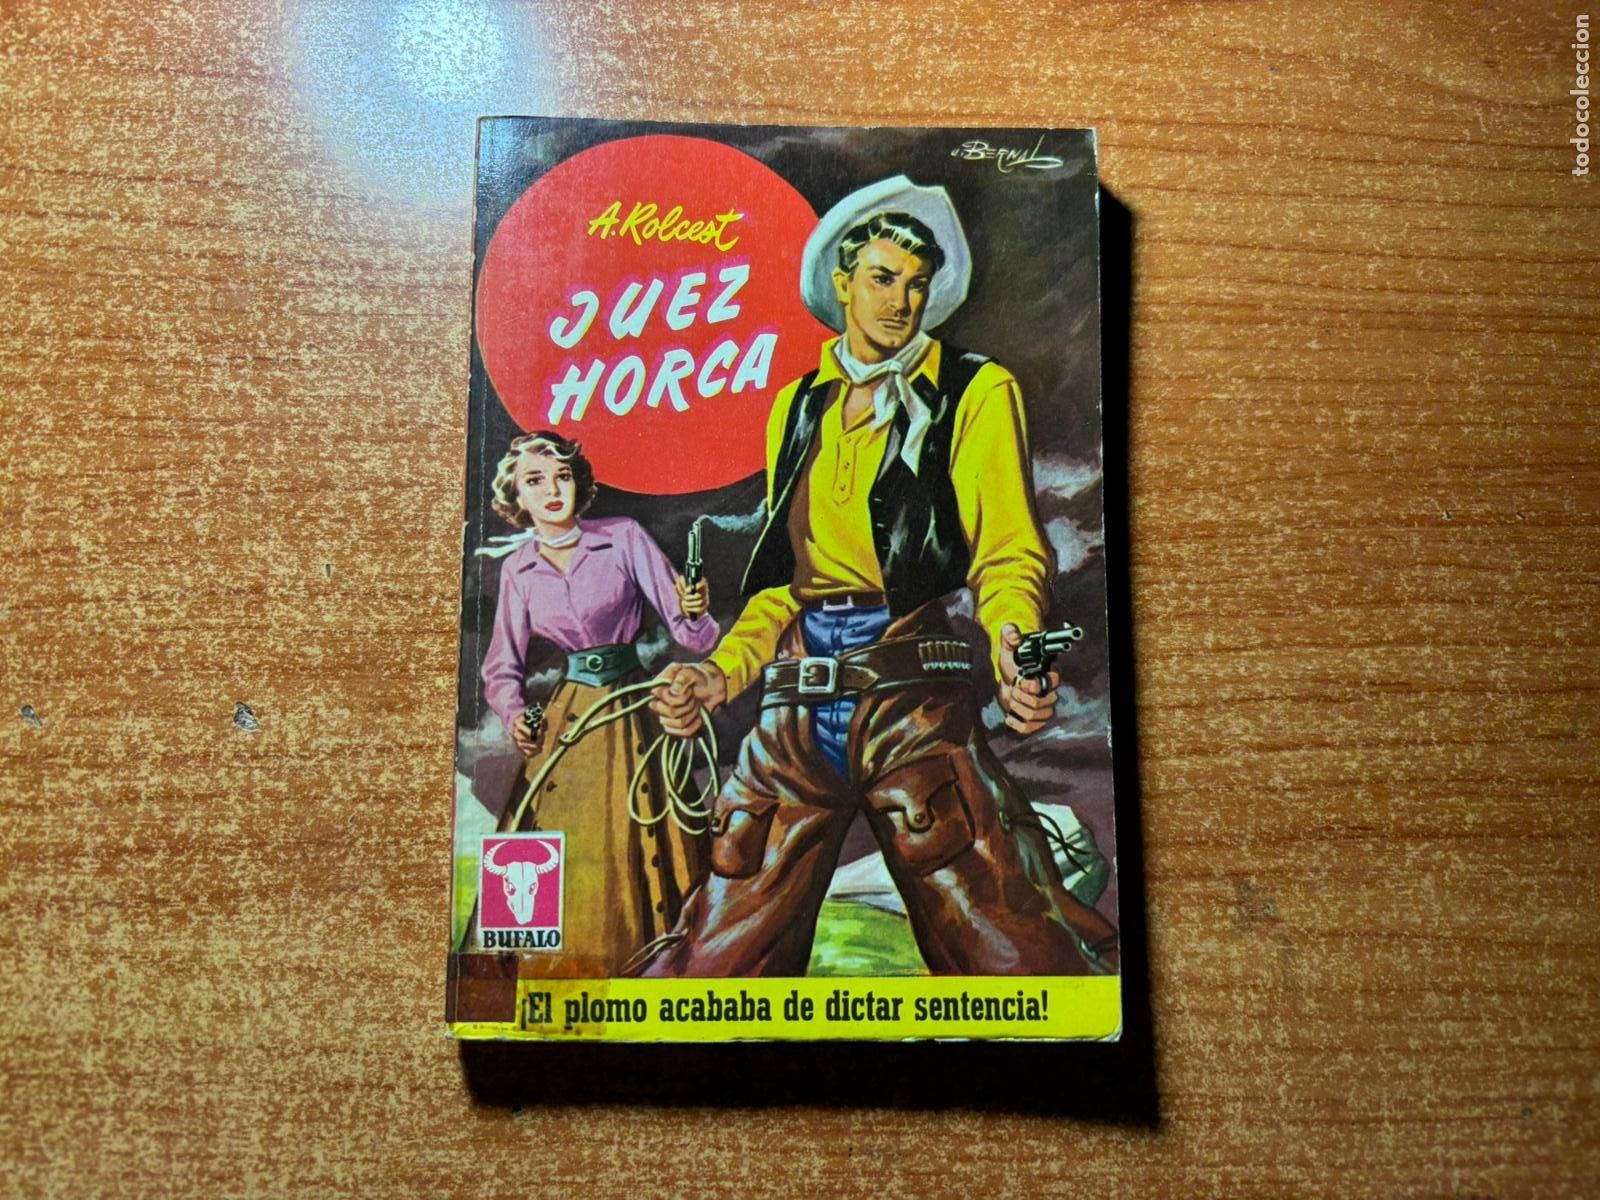 J. BERNAL
A. Rolcest
JUEZ
HORCA
BUFALO
¡El plomo acababa de dictar sentencia!
todocoleccion